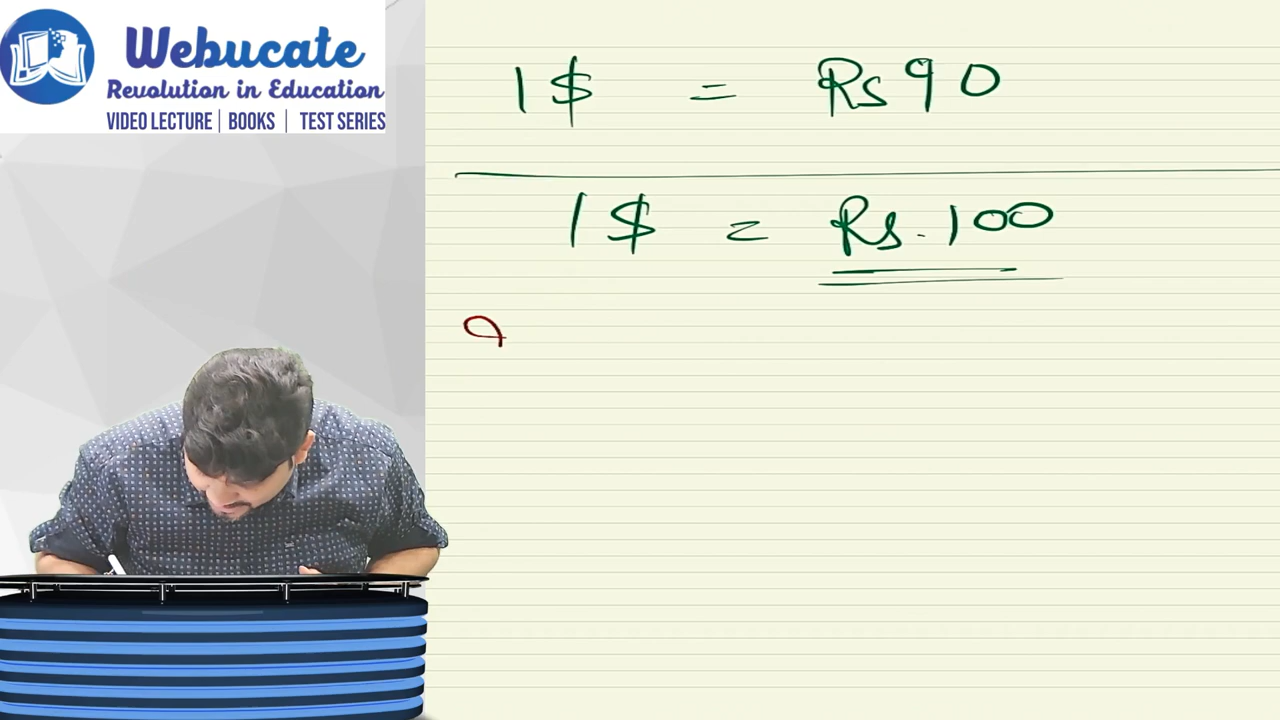 Webucate
Revolution in Education
VIDEO LECTURE | BOOKS | TEST SERIES
1 $ = Rs 90
1 $ = Rs. 100